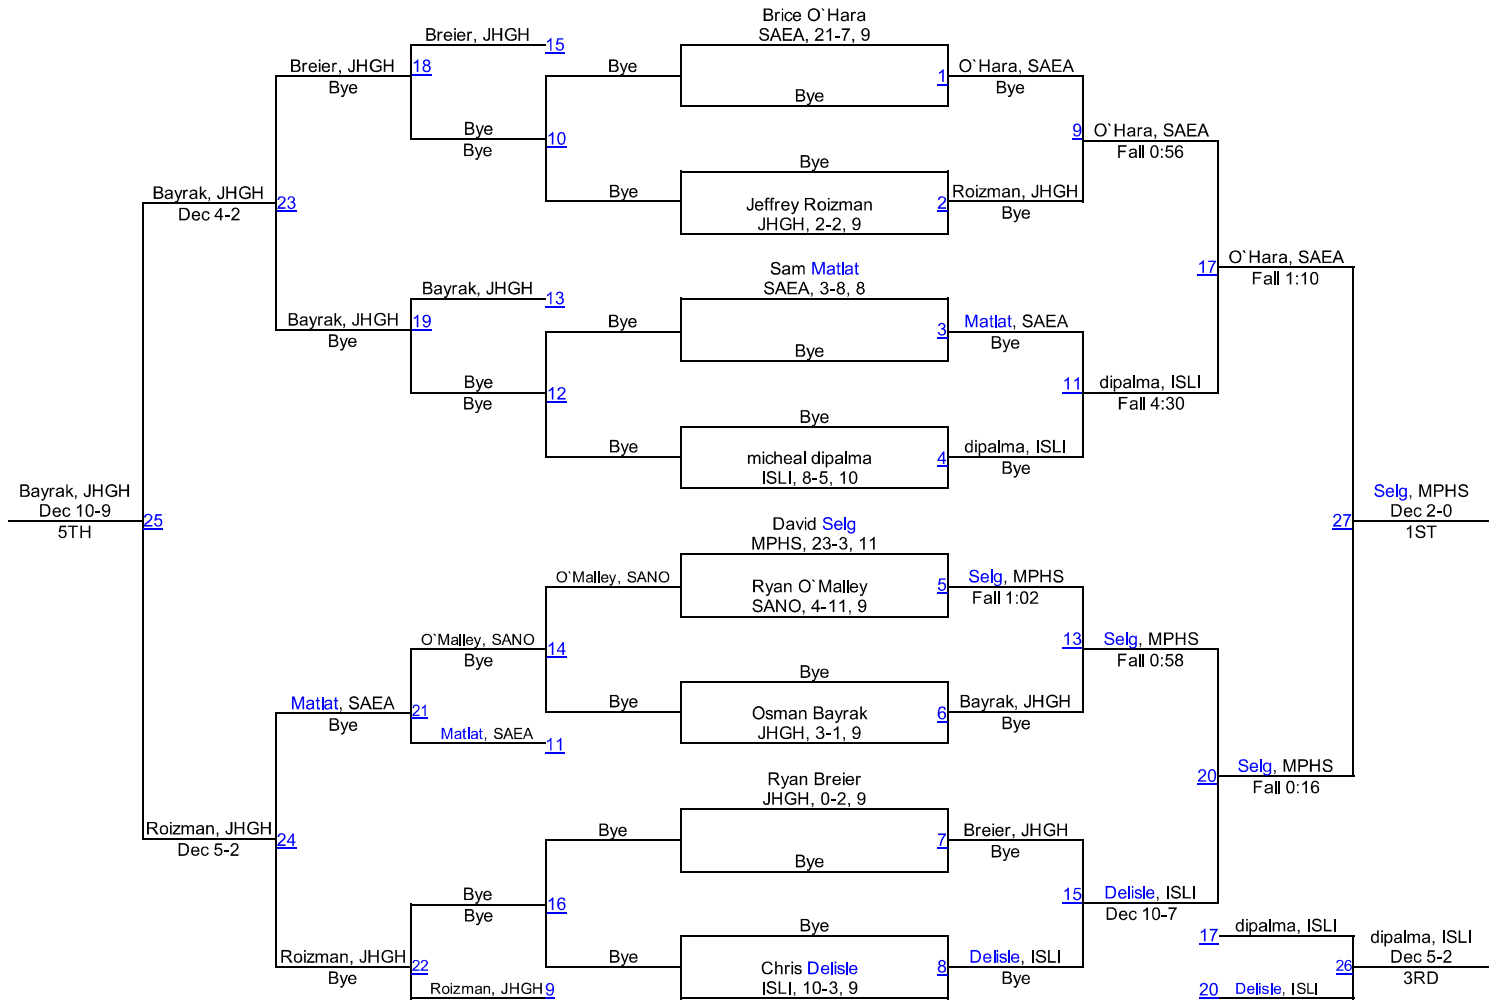 Brice O`Hara
SAEA, 21-7, 9
Breier, JHGH
15
Breier, JHGH
18
Bye
1
O`Hara, SAEA
Bye
Bye
Bye
Bye
Bye
10
9
O`Hara, SAEA
Fall 0:56
Bye
Bayrak, JHGH
Dec 4-2
23
Bye
Jeffrey Roizman
JHGH, 2-2, 9
2
Roizman, JHGH
Bye
Sam Matlat
SAEA, 3-8, 8
17
O`Hara, SAEA
Fall 1:10
Bayrak, JHGH
13
Bayrak, JHGH
Bye
19
Bye
3
Matlat, SAEA
Bye
Bye
Bye
Bye
12
11
dipalma, ISLI
Fall 4:30
Bye
Bye
micheal dipalma
ISLI, 8-5, 10
4
dipalma, ISLI
Bye
Bayrak, JHGH
Dec 10-9
5TH
25
David Selg
MPHS, 23-3, 11
27
Selg, MPHS
Dec 2-0
1ST
O`Malley, SANO
Ryan O`Malley
SANO, 4-11, 9
5
Selg, MPHS
Fall 1:02
O`Malley, SANO
Bye
14
13
Selg, MPHS
Fall 0:58
Bye
Matlat, SAEA
Bye
21
Bye
Osman Bayrak
JHGH, 3-1, 9
6
Bayrak, JHGH
Bye
Matlat, SAEA
11
Ryan Breier
JHGH, 0-2, 9
20
Selg, MPHS
Fall 0:16
Roizman, JHGH
Dec 5-2
24
Bye
7
Breier, JHGH
Bye
Bye
Bye
Bye
16
15
Delisle, ISLI
Dec 10-7
Bye
17
dipalma, ISLI
Roizman, JHGH
Bye
22
Bye
Chris Delisle
ISLI, 10-3, 9
8
Delisle, ISLI
Bye
26
dipalma, ISLI
Dec 5-2
3RD
Roizman, JHGH
9
20
Delisle, ISLI